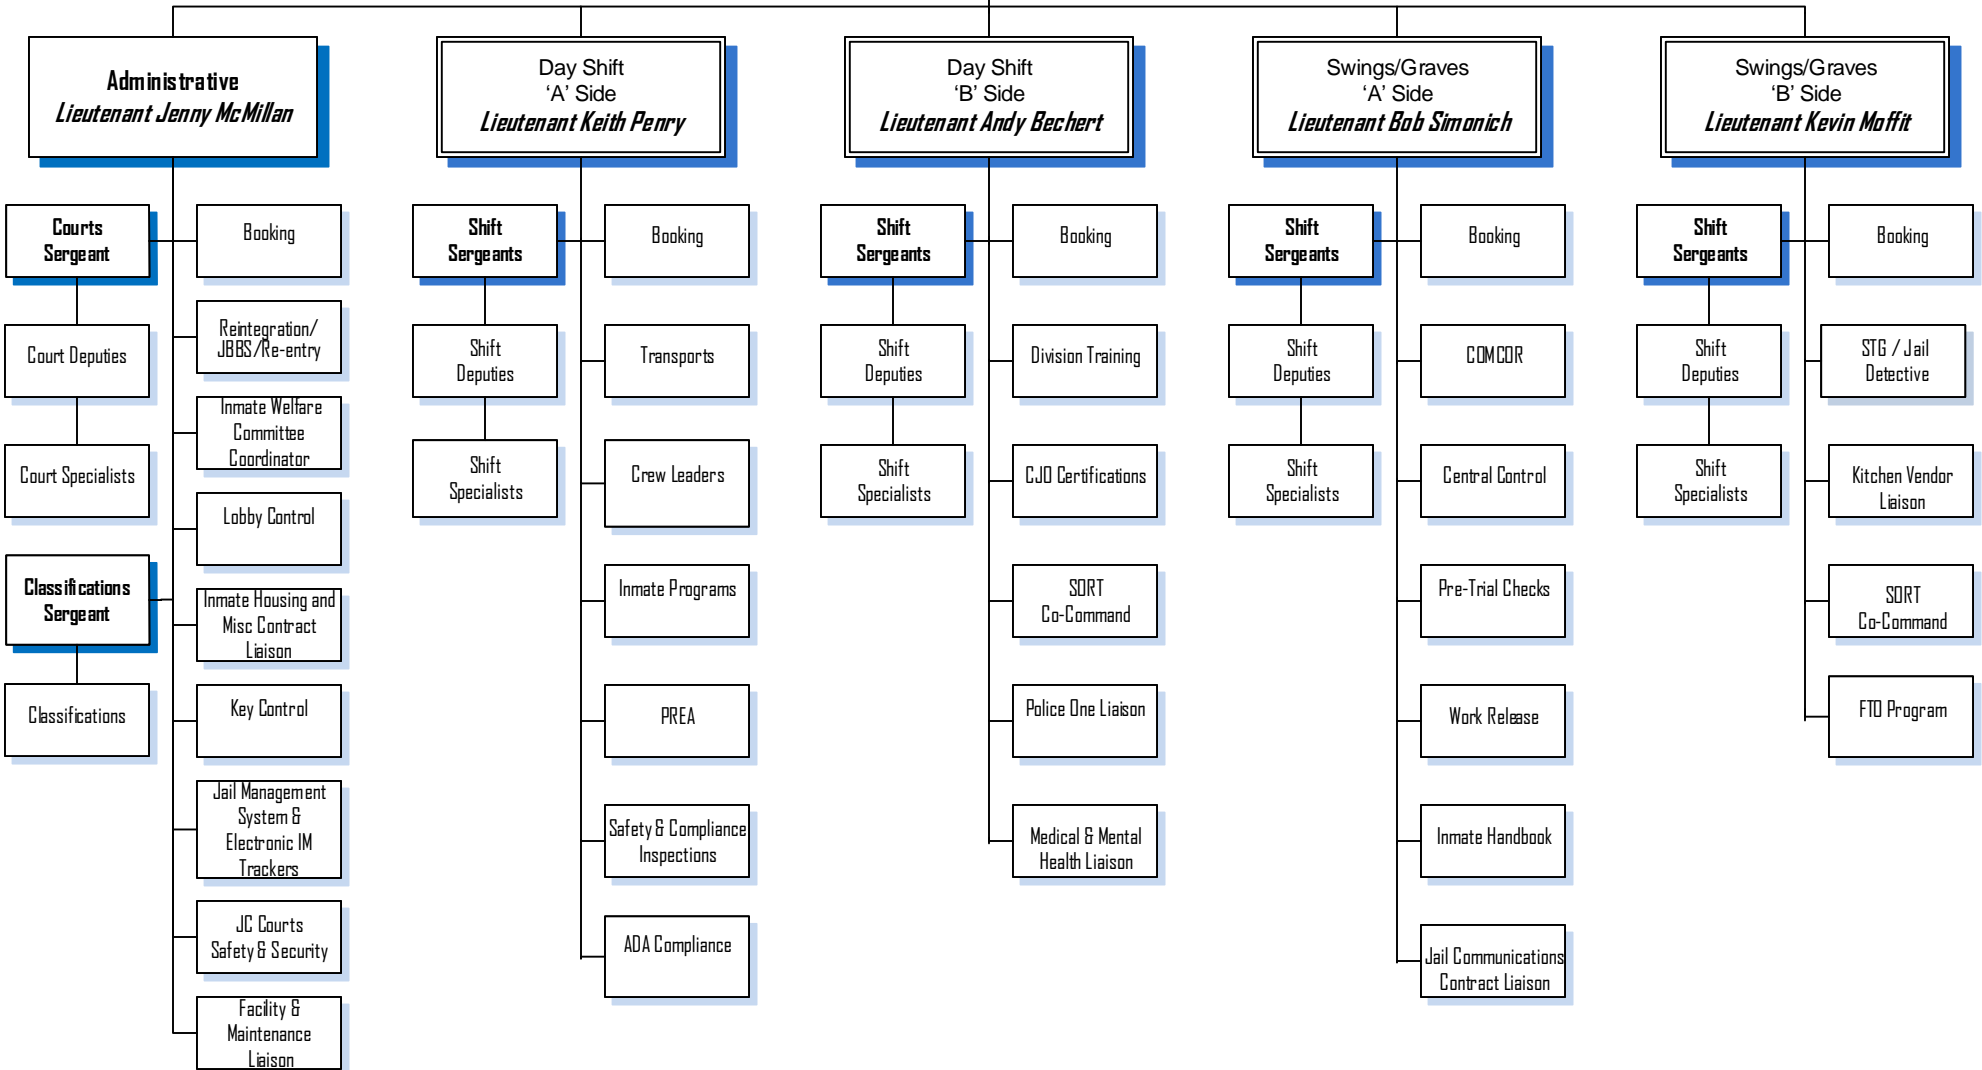 Administrative
Lieutenant Jenny McMillan
Day Shift
‘A’ Side
Lieutenant Keith Penry
Day Shift
‘B’ Side
Lieutenant Andy Bechert
Swings/Graves
‘A’ Side
Lieutenant Bob Simonich
Swings/Graves
‘B’ Side
Lieutenant Kevin Moffit
Courts
Sergeant
Court Deputies
Court Specialists
Classifications
Sergeant
Classifications
Booking
Reintegration/
JBBS/Re-entry
Inmate Welfare
Committee
Coordinator
Lobby Control
Inmate Housing and
Misc Contract
Liaison
Key Control
Jail Management
System &
Electronic IM
Trackers
JC Courts
Safety & Security
Facility &
Maintenance
Liaison
Shift
Sergeants
Shift
Deputies
Shift
Specialists
Booking
Transports
Crew Leaders
Inmate Programs
PREA
Safety & Compliance
Inspections
ADA Compliance
Shift
Sergeants
Shift
Deputies
Shift
Specialists
Booking
Division Training
CJO Certifications
SORT
Co-Command
Police One Liaison
Medical & Mental
Health Liaison
Shift
Sergeants
Shift
Deputies
Shift
Specialists
Booking
COMCOR
Central Control
Pre-Trial Checks
Work Release
Inmate Handbook
Jail Communications
Contract Liaison
Shift
Sergeants
Shift
Deputies
Shift
Specialists
Booking
STG / Jail
Detective
Kitchen Vendor
Liaison
SORT
Co-Command
FTO Program